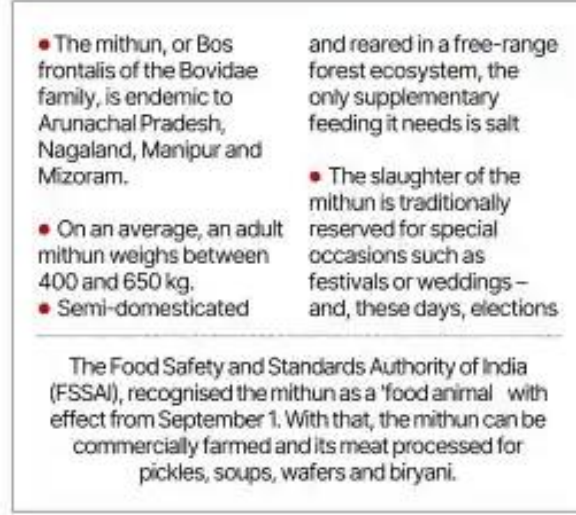 • The mithun, or Bos
frontalis of the Bovidae
family, is endemic to
Arunachal Pradesh,
Nagaland, Manipur and
Mizoram.
• On an average, an adult
mithun weighs between
400 and 650 kg.
• Semi-domesticated
and reared in a free-range
forest ecosystem, the
only supplementary
feeding it needs is salt
• The slaughter of the
mithun is traditionally
reserved for special
occasions such as
festivals or weddings –
and, these days, elections
The Food Safety and Standards Authority of India
(FSSAI), recognised the mithun as a 'food animal with
effect from September 1. With that, the mithun can be
commercially farmed and its meat processed for
pickles, soups, wafers and biryani.